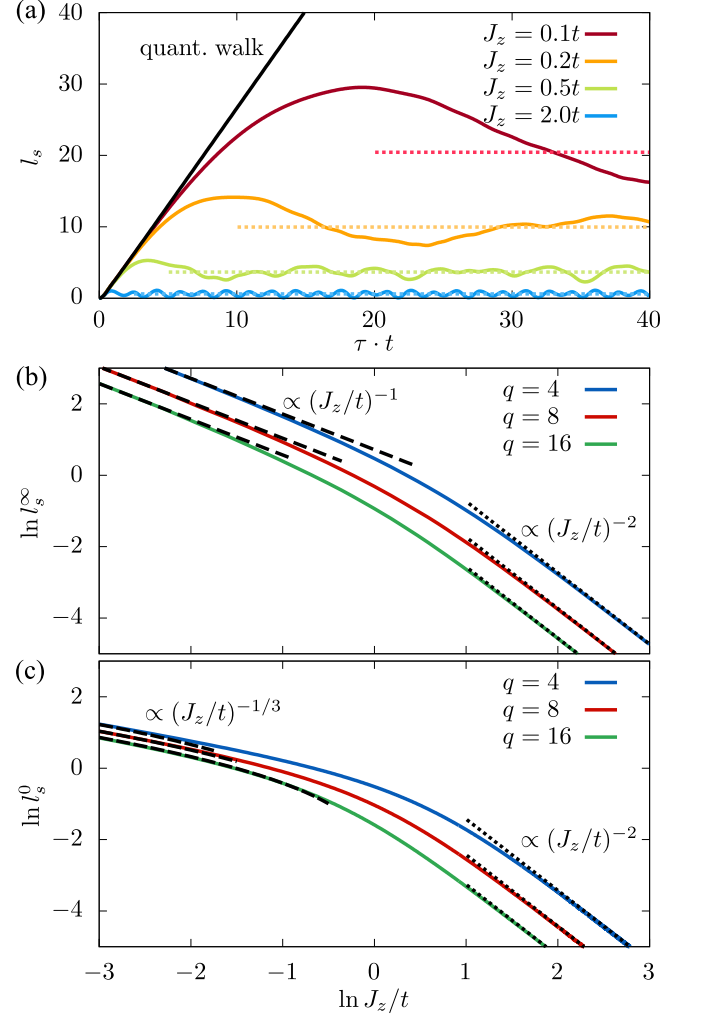 (a)
40
30
20
10
0
l_s
quant. walk
J_z = 0.1t
J_z = 0.2t
J_z = 0.5t
J_z = 2.0t
0 10 20 30 40
τ · t
(b)
2
0
−2
−4
ln l_s^∞
∝ (J_z/t)^{−1}
q = 4
q = 8
q = 16
∝ (J_z/t)^{−2}
(c)
2
0
−2
−4
ln l_s^0
∝ (J_z/t)^{−1/3}
q = 4
q = 8
q = 16
∝ (J_z/t)^{−2}
−3 −2 −1 0 1 2 3
ln J_z/t